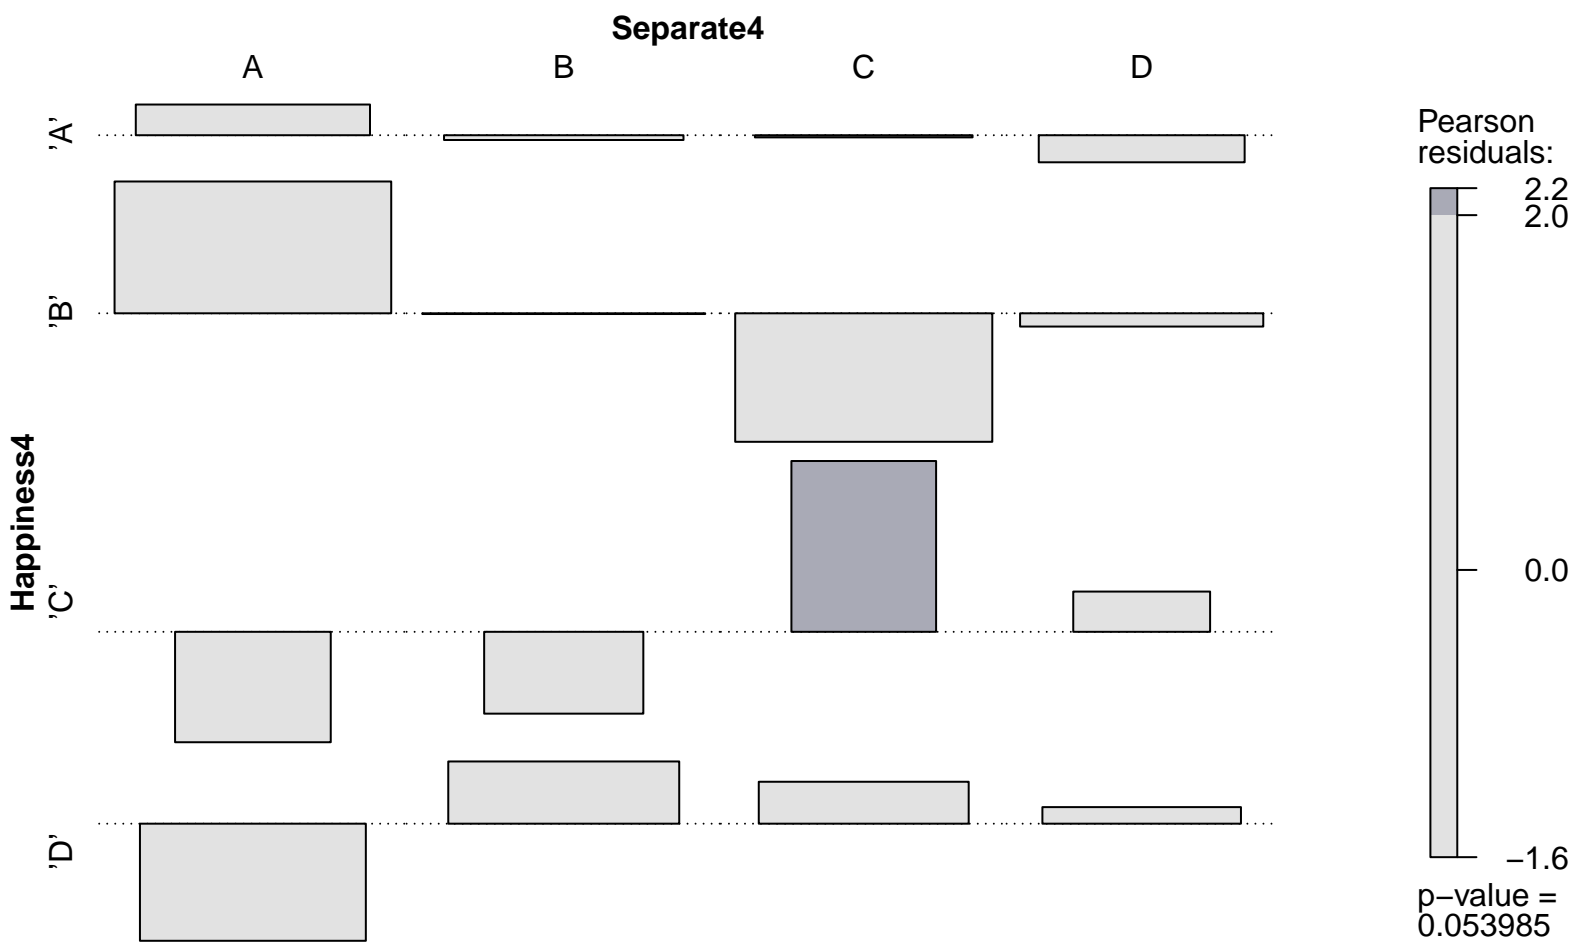 Separate4
A B C D
Happiness4
’A’
’B’
’C’
’D’
Pearson
residuals:
2.2
2.0
0.0
−1.6
p−value =
0.053985